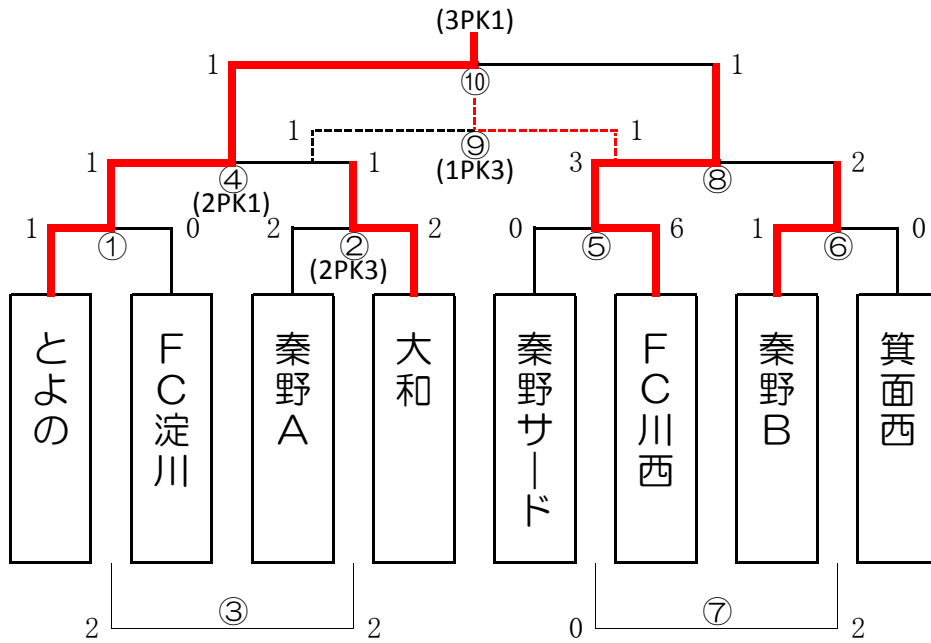 (3PK1)
1 1
⑩
1 1
⑨
(1PK3)
1 1 3 2
④ ⑧
(2PK1)
1 0 2 2 0 6 1 0
① ② ⑤ ⑥
(2PK3)
とよの
FC淀川
秦野A
大和
秦野サード
FC川西
秦野B
箕面西
2 ③ 2 0 ⑦ 2